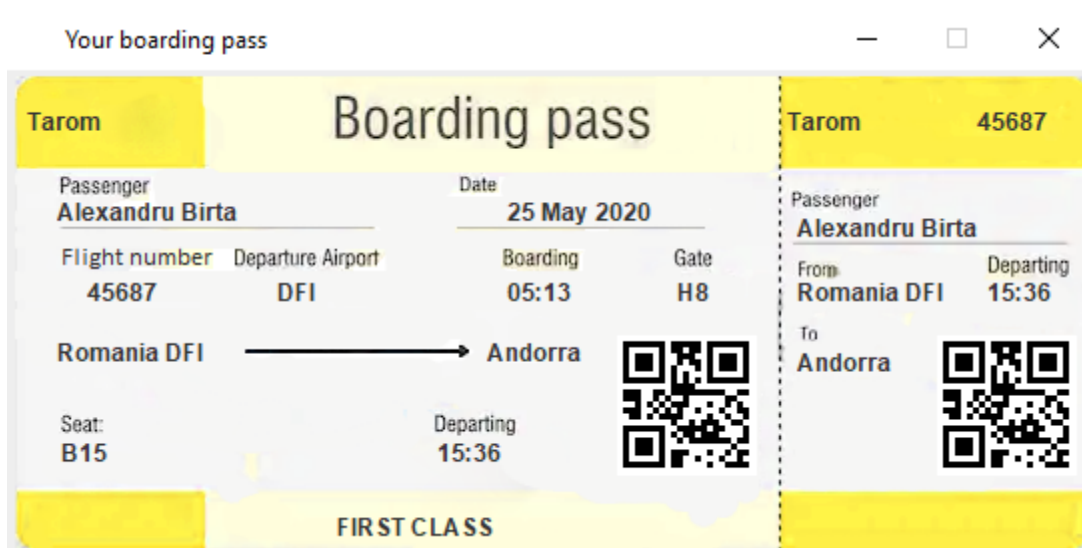 Your boarding pass
Tarom
Boarding pass
Tarom 45687
Passenger
Alexandru Birta
Date
25 May 2020
Passenger
Alexandru Birta
Flight number Departure Airport Boarding Gate
45687 DFI 05:13 H8
From Departing
Romania DFI 15:36
Romania DFI Andorra
To
Andorra
Seat:
B15
Departing
15:36
FIRST CLASS